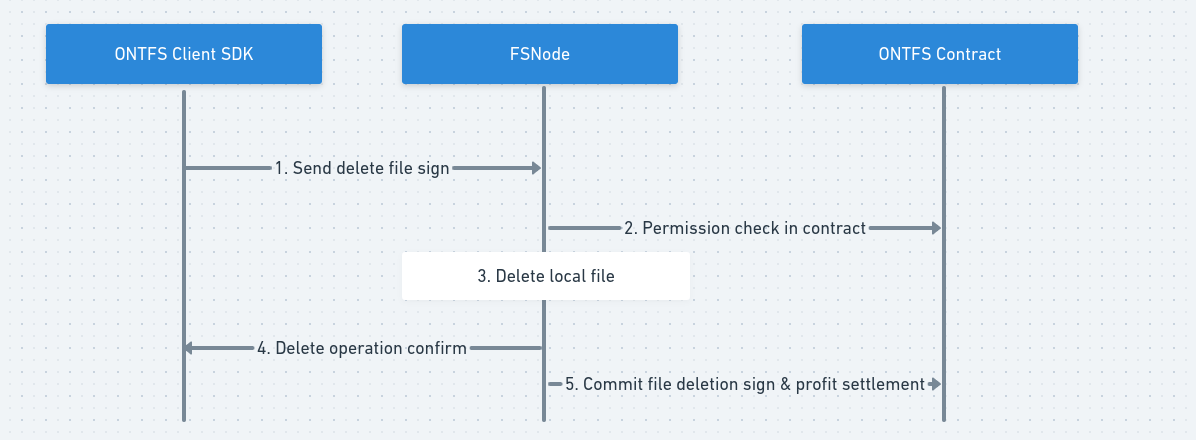 ONTFS Client SDK
FSNode
ONTFS Contract
1. Send delete file sign
2. Permission check in contract
3. Delete local file
4. Delete operation confirm
5. Commit file deletion sign & profit settlement